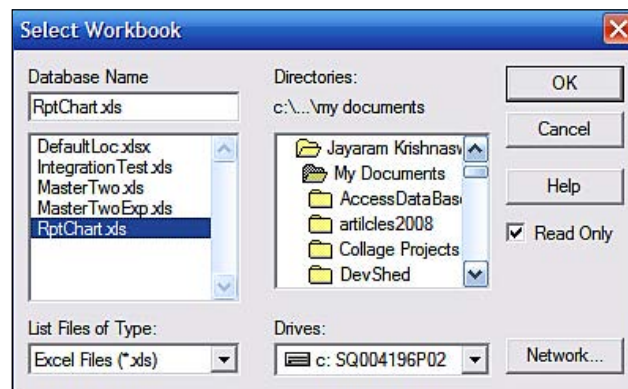 Select Workbook
Database Name
RptChart.xls
DefaultLoc.xlsx
IntegrationTest.xls
MasterTwo.xls
MasterTwoExp.xls
RptChart.xls
List Files of Type:
Excel Files (*.xls)
Directories:
c:\...\my documents
Jayaram Krishnasw
My Documents
AccessDataBas
artilcles2008
Collage Projects
DevShed
Drives:
c: SQ004196P02
OK
Cancel
Help
Read Only
Network...